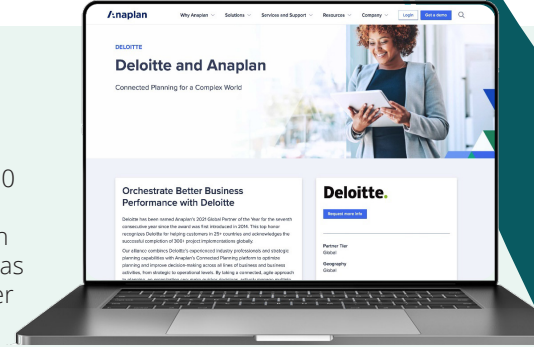 Anaplan
Why Anaplan
Solutions
Services and Support
Resources
Company
Login
Get a demo
DELOITTE
Deloitte and Anaplan
Connected Planning for a Complex World
0
n
as
er
Orchestrate Better Business
Performance with Deloitte
Deloitte has been named Anaplan's 2021 Global Partner of the Year for the seventh
consecutive year since the award was first introduced in 2014. This top honor
recognizes Deloitte for helping customers in 25+ countries and acknowledges the
successful completion of 300+ project implementations globally.
Our alliance combines Deloitte's experienced industry professionals and strategic
planning capabilities with Anaplan's Connected Planning platform to optimize
planning and improve decision-making across all lines of business and business
activities, from strategic to operational levels. By taking a connected, agile approach
Deloitte.
Request more info
Partner Tier
Global
Geography
Global